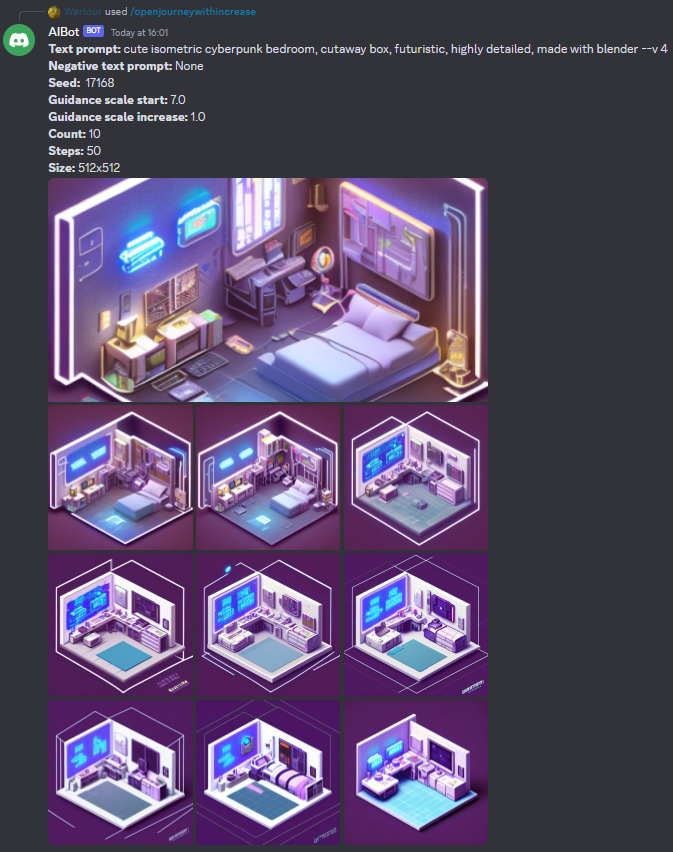 Warlour used /openjourneywithincrease
AIBot BOT Today at 16:01
Text prompt: cute isometric cyberpunk bedroom, cutaway box, futuristic, highly detailed, made with blender --v 4
Negative text prompt: None
Seed: 17168
Guidance scale start: 7.0
Guidance scale increase: 1.0
Count: 10
Steps: 50
Size: 512x512